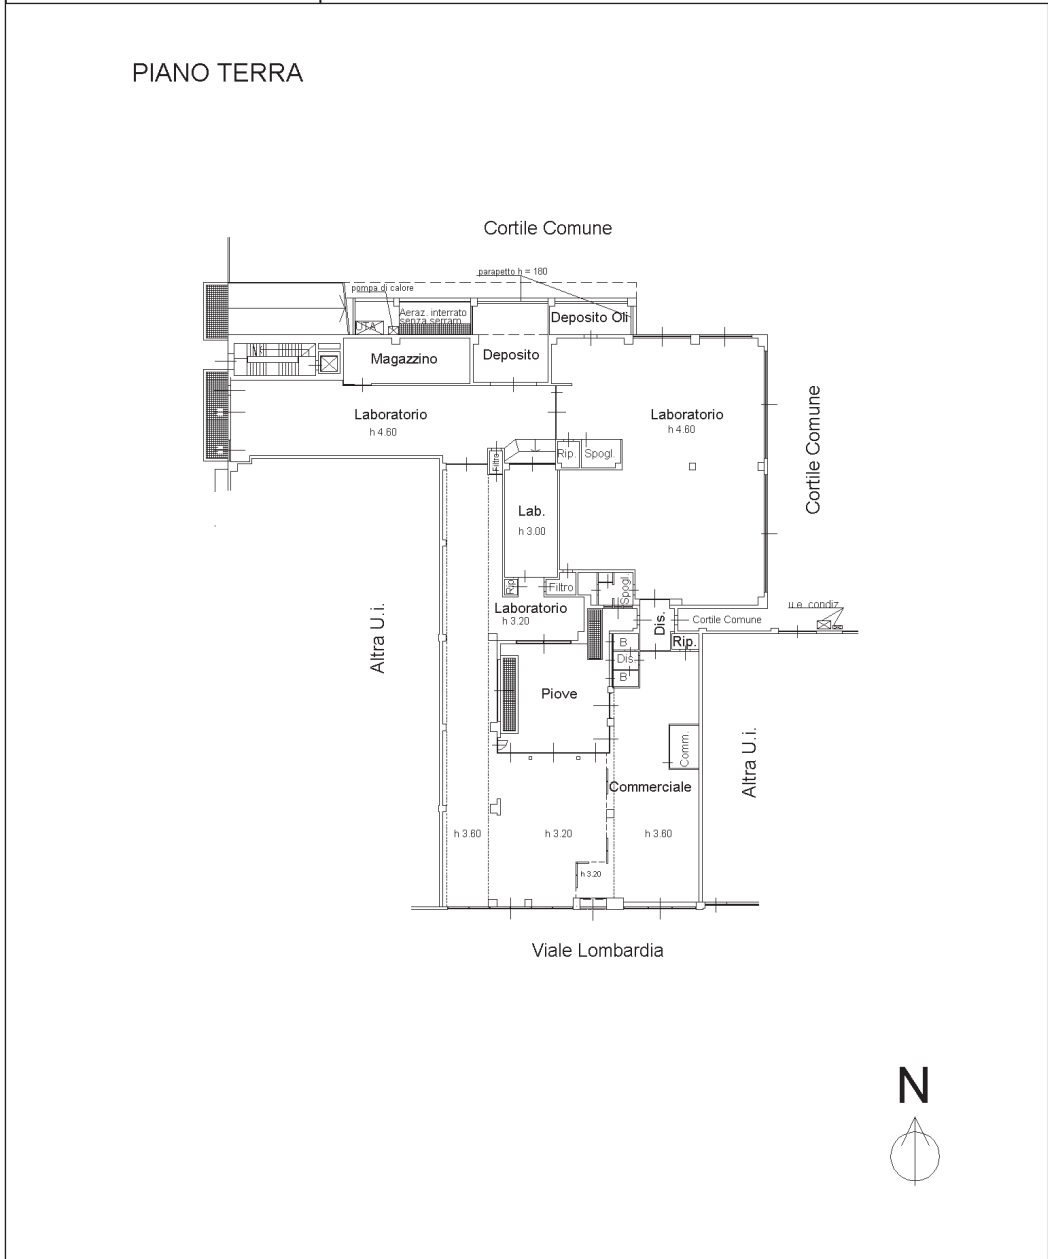 PIANO TERRA
Cortile Comune
parapetto h = 180
pompa di calore
Aeraz. interrato
senza serram.
UTA
Deposito Oli
Magazzino
Deposito
Laboratorio
h 4.60
Laboratorio
h 4.60
Cortile Comune
Filtro
Rip.
Spogl.
Lab.
h 3.00
Rip.
Filtro
Spogl.
Laboratorio
h 3.20
Dis.
Cortile Comune
u.e. condiz.
Altra U.i.
B
Rip.
Dis.
B
Piove
Comm.
Altra U.i.
Commerciale
h 3.60
h 3.20
h 3.60
h 3.20
Viale Lombardia
N